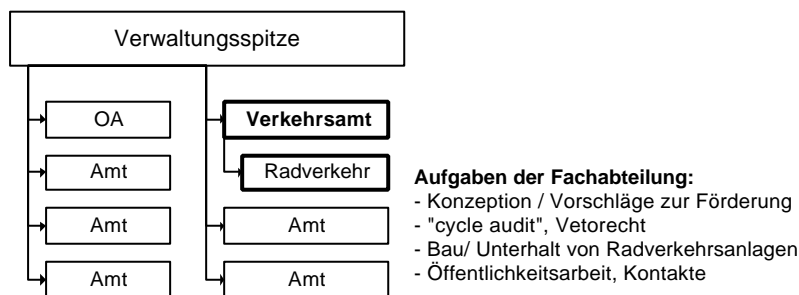 Verwaltungsspitze
OA
Verkehrsamt
Amt
Radverkehr
Amt
Amt
Amt
Amt
Aufgaben der Fachabteilung:
- Konzeption / Vorschläge zur Förderung
- "cycle audit", Vetorecht
- Bau/ Unterhalt von Radverkehrsanlagen
- Öffentlichkeitsarbeit, Kontakte